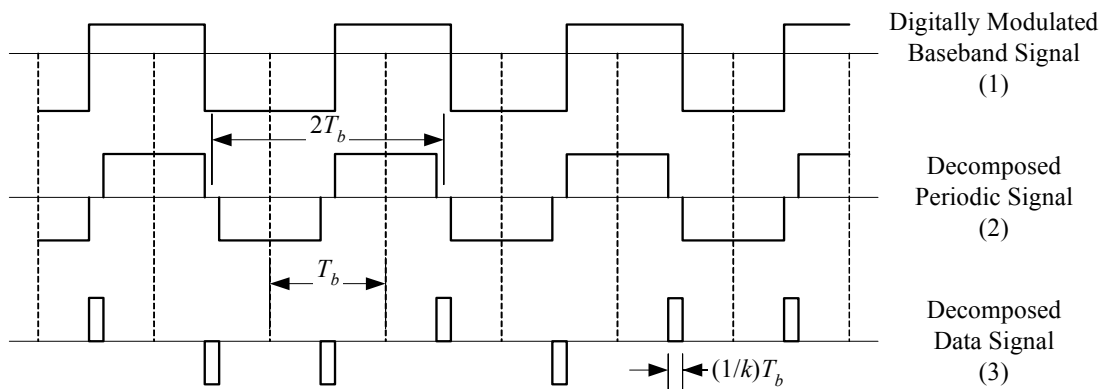 Digitally Modulated
Baseband Signal
(1)
2T_b
Decomposed
Periodic Signal
(2)
T_b
Decomposed
Data Signal
(3)
(1/k)T_b